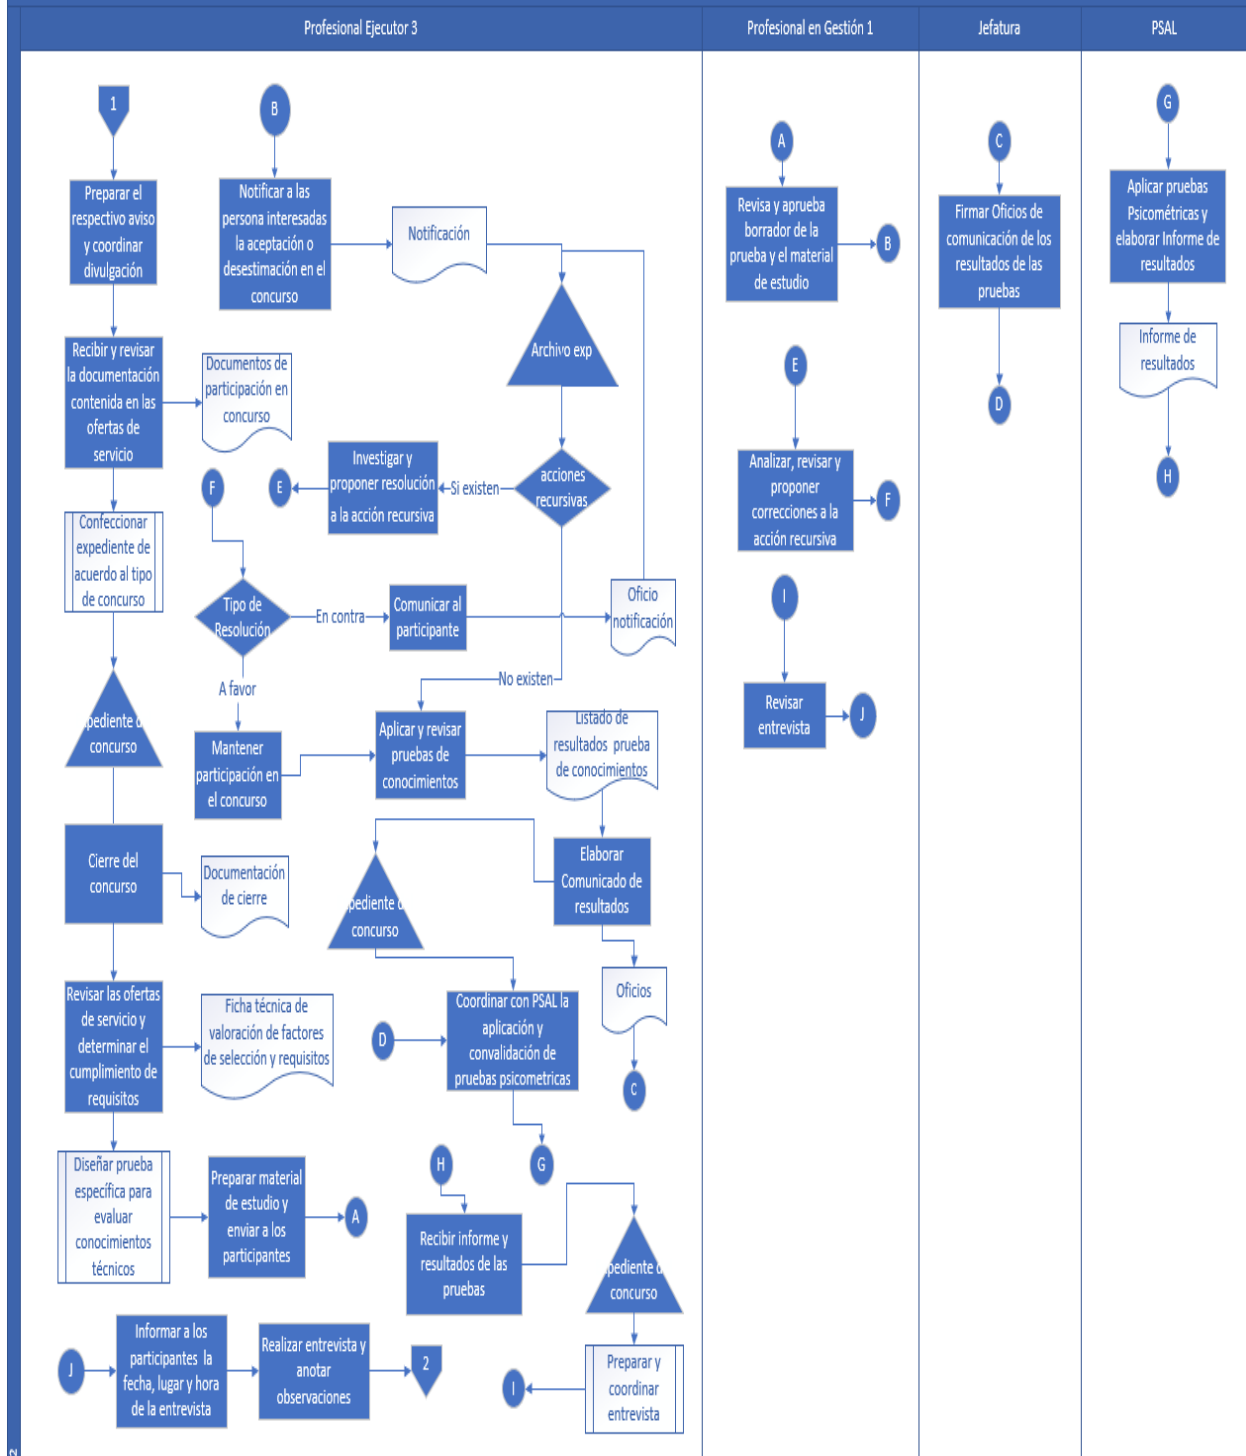 Profesional Ejecutor 3
Profesional en Gestión 1
Jefatura
PSAL
1
Preparar el
respectivo aviso
y coordinar
divulgación
Recibir y revisar
la documentación
contenida en las
ofertas de
servicio
Documentos de
participación en
concurso
Confeccionar
expediente de
acuerdo al tipo
de concurso
pediente d
concurso
Cierre del
concurso
Documentación
de cierre
Revisar las ofertas
de servicio y
determinar el
cumplimiento de
requisitos
Ficha técnica de
valoración de factores
de selección y requisitos
Diseñar prueba
específica para
evaluar
conocimientos
técnicos
Preparar material
de estudio y
enviar a los
participantes
A
B
Notificar a las
persona interesadas
la aceptación o
desestimación en el
concurso
Notificación
Archivo exp
acciones
recursivas
Si existen
Investigar y
proponer resolución
a la acción recursiva
E
F
Tipo de
Resolución
En contra
Comunicar al
participante
Oficio
notificación
A favor
Mantener
participación en
el concurso
No existen
Aplicar y revisar
pruebas de
conocimientos
Listado de
resultados prueba
de conocimientos
Elaborar
Comunicado de
resultados
pediente d
concurso
Oficios
C
D
Coordinar con PSAL la
aplicación y
convalidación de
pruebas psicometricas
G
H
Recibir informe y
resultados de las
pruebas
pediente d
concurso
Preparar y
coordinar
entrevista
I
J
Informar a los
participantes la
fecha, lugar y hora
de la entrevista
Realizar entrevista y
anotar
observaciones
2
A
Revisa y aprueba
borrador de la
prueba y el material
de estudio
B
E
Analizar, revisar y
proponer
correcciones a la
acción recursiva
F
I
Revisar
entrevista
J
C
Firmar Oficios de
comunicación de los
resultados de las
pruebas
D
G
Aplicar pruebas
Psicométricas y
elaborar Informe de
resultados
Informe de
resultados
H
2